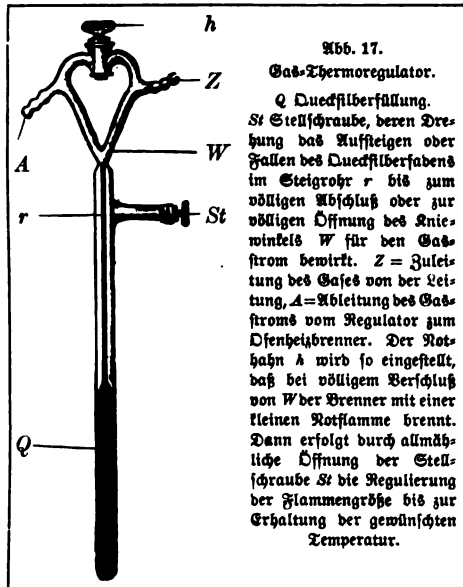 h
Z
A
W
r
St
Q
Abb. 17.
Gas-Thermoregulator.
Q Quecksilberfüllung.
St Stellschraube, deren Dre-
hung das Aufsteigen oder
Fallen des Quecksilberfadens
im Steigrohr r bis zum
völligen Abschluß oder zur
völligen Öffnung des Knie-
winkels W für den Gas-
strom bewirkt. Z = Zulei-
tung des Gases von der Lei-
tung, A=Ableitung des Gas-
stroms vom Regulator zum
Ofenheizbrenner. Der Not-
hahn h wird so eingestellt,
daß bei völligem Verschluß
von W der Brenner mit einer
kleinen Notflamme brennt.
Dann erfolgt durch allmäh-
liche Öffnung der Stell-
schraube St die Regulierung
der Flammengröße bis zur
Erhaltung der gewünschten
Temperatur.